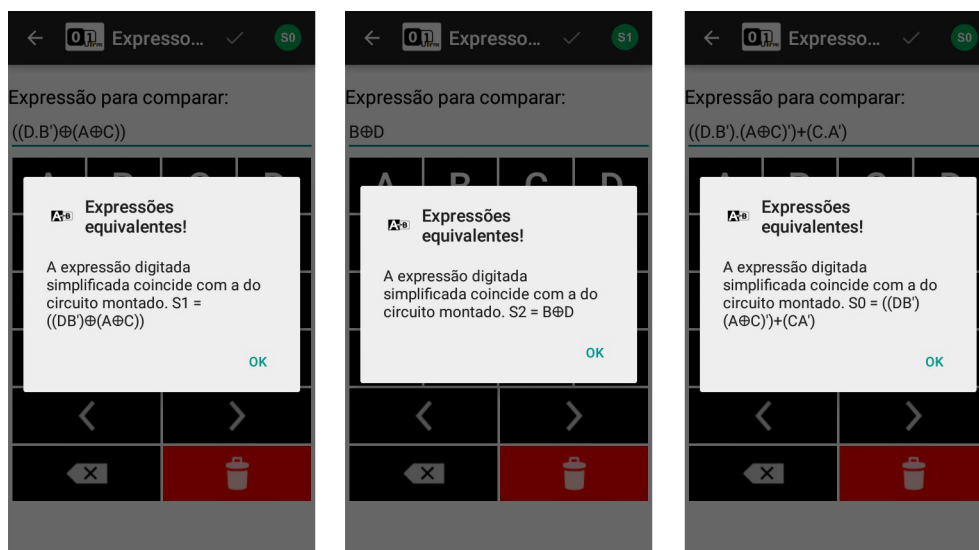 Expresso...
S0
Expressão para comparar:
((D.B')⊕(A⊕C))
A B C D
Expressões
equivalentes!
A expressão digitada
simplificada coincide com a do
circuito montado. S1 =
((DB')⊕(A⊕C))
OK
Expresso...
S1
Expressão para comparar:
B⊕D
A B C D
Expressões
equivalentes!
A expressão digitada
simplificada coincide com a do
circuito montado. S2 = B⊕D
OK
Expresso...
S0
Expressão para comparar:
((D.B').(A⊕C)')+(C.A')
A B C D
Expressões
equivalentes!
A expressão digitada
simplificada coincide com a do
circuito montado. S0 = ((DB')
(A⊕C)')+(CA')
OK